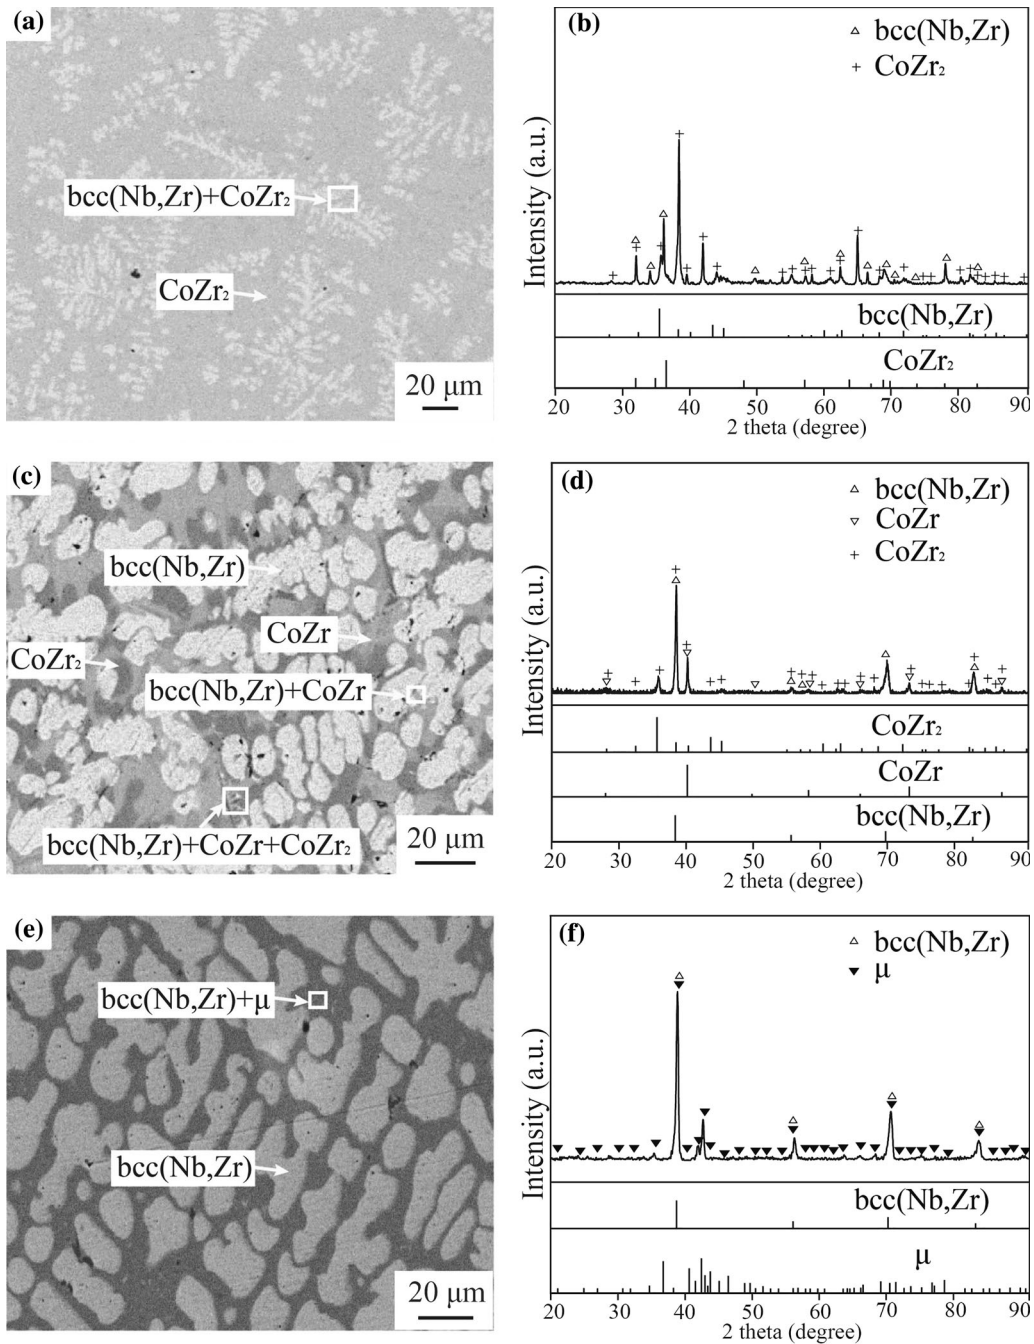 (a)
bcc(Nb,Zr)+CoZr₂
CoZr₂
20 μm
(b)
bcc(Nb,Zr)
CoZr₂
Intensity (a.u.)
bcc(Nb,Zr)
CoZr₂
20 30 40 50 60 70 80 90
2 theta (degree)
(c)
bcc(Nb,Zr)
CoZr
CoZr₂
bcc(Nb,Zr)+CoZr
bcc(Nb,Zr)+CoZr+CoZr₂
20 μm
(d)
bcc(Nb,Zr)
CoZr
CoZr₂
Intensity (a.u.)
CoZr₂
CoZr
bcc(Nb,Zr)
20 30 40 50 60 70 80 90
2 theta (degree)
(e)
bcc(Nb,Zr)+μ
bcc(Nb,Zr)
20 μm
(f)
bcc(Nb,Zr)
μ
Intensity (a.u.)
bcc(Nb,Zr)
μ
20 30 40 50 60 70 80 90
2 theta (degree)